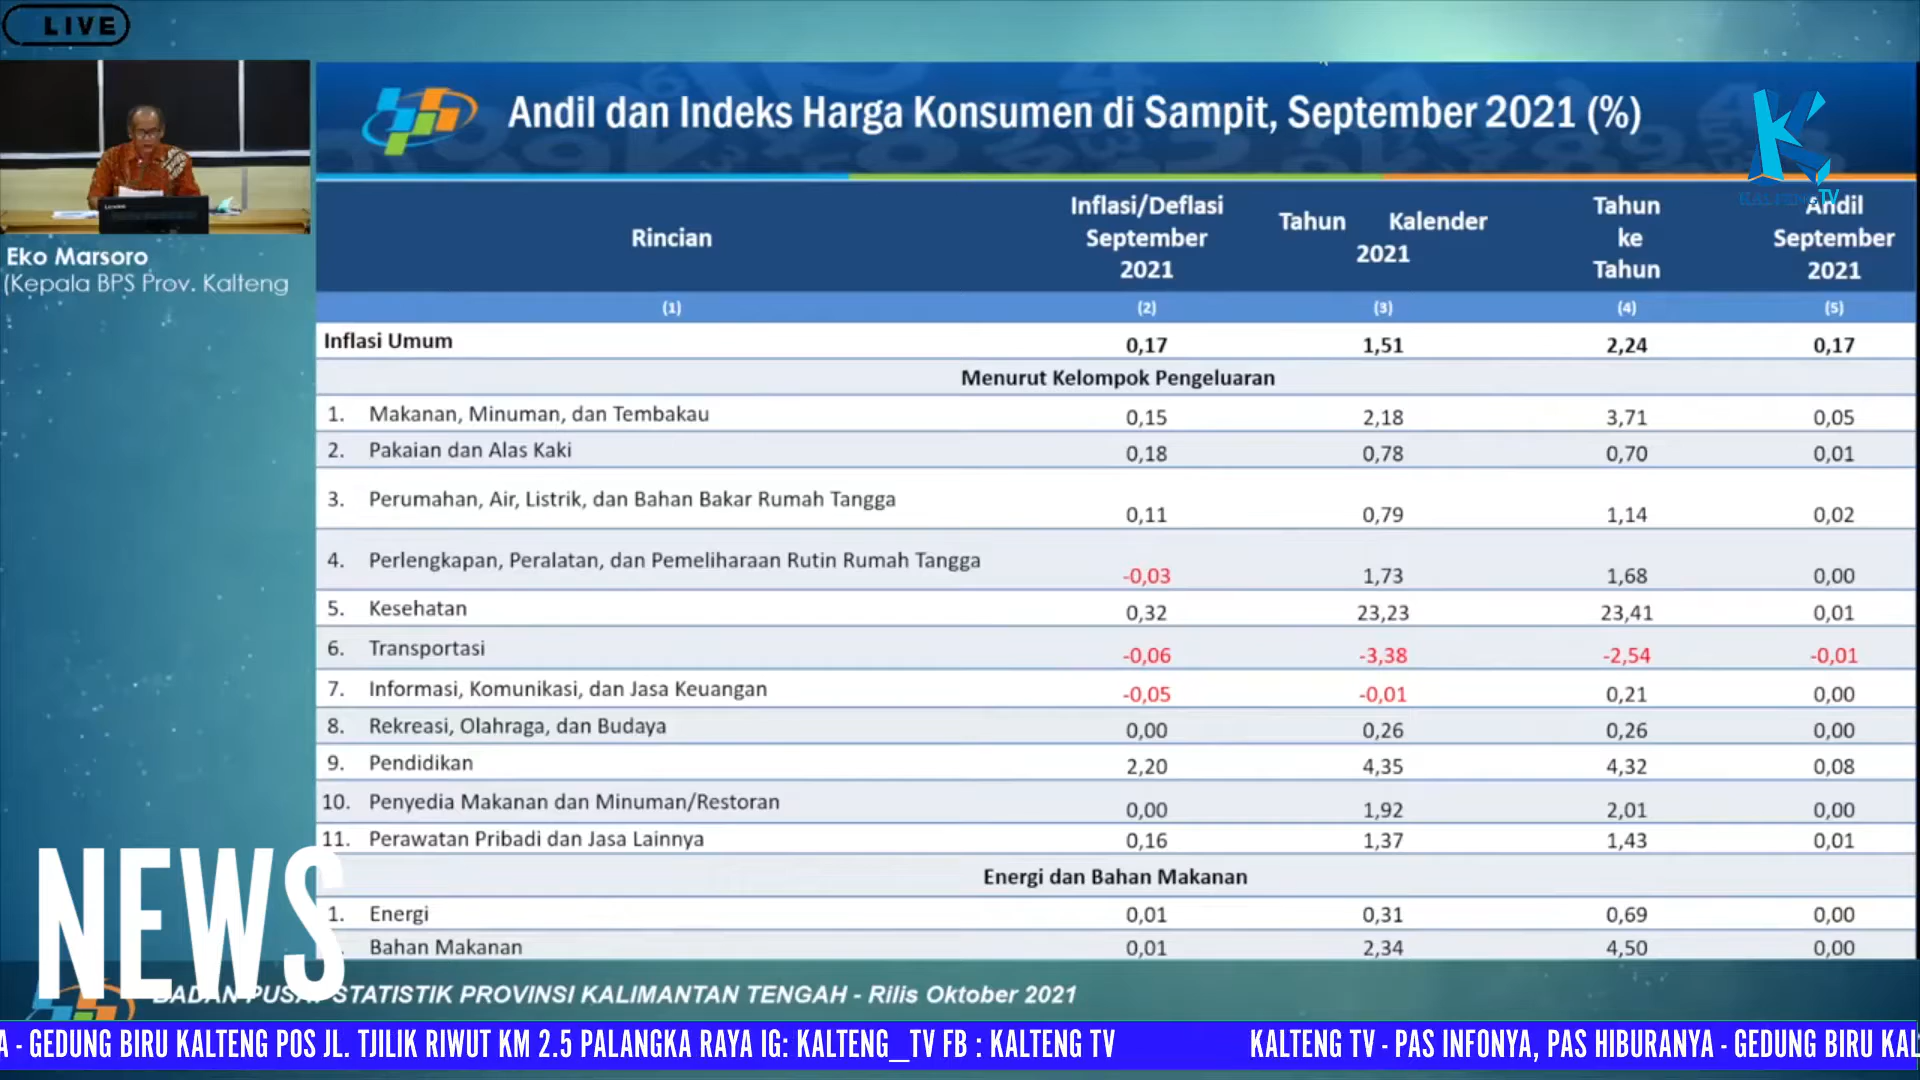 LIVE
Andil dan Indeks Harga Konsumen di Sampit, September 2021 (%)
KALTENG TV
Eko Marsoro
(Kepala BPS Prov. Kalteng
Rincian
Inflasi/Deflasi
September
2021
Tahun Kalender
2021
Tahun
ke
Tahun
Andil
September
2021
(1) (2) (3) (4) (5)
Inflasi Umum 0,17 1,51 2,24 0,17
Menurut Kelompok Pengeluaran
1. Makanan, Minuman, dan Tembakau 0,15 2,18 3,71 0,05
2. Pakaian dan Alas Kaki 0,18 0,78 0,70 0,01
3. Perumahan, Air, Listrik, dan Bahan Bakar Rumah Tangga 0,11 0,79 1,14 0,02
4. Perlengkapan, Peralatan, dan Pemeliharaan Rutin Rumah Tangga -0,03 1,73 1,68 0,00
5. Kesehatan 0,32 23,23 23,41 0,01
6. Transportasi -0,06 -3,38 -2,54 -0,01
7. Informasi, Komunikasi, dan Jasa Keuangan -0,05 -0,01 0,21 0,00
8. Rekreasi, Olahraga, dan Budaya 0,00 0,26 0,26 0,00
9. Pendidikan 2,20 4,35 4,32 0,08
10. Penyedia Makanan dan Minuman/Restoran 0,00 1,92 2,01 0,00
11. Perawatan Pribadi dan Jasa Lainnya 0,16 1,37 1,43 0,01
Energi dan Bahan Makanan
1. Energi 0,01 0,31 0,69 0,00
Bahan Makanan 0,01 2,34 4,50 0,00
NEWS
BADAN PUSAT STATISTIK PROVINSI KALIMANTAN TENGAH - Rilis Oktober 2021
A - GEDUNG BIRU KALTENG POS JL. TJILIK RIWUT KM 2.5 PALANGKA RAYA IG: KALTENG_TV FB : KALTENG TV KALTENG TV - PAS INFONYA, PAS HIBURANYA - GEDUNG BIRU KAL